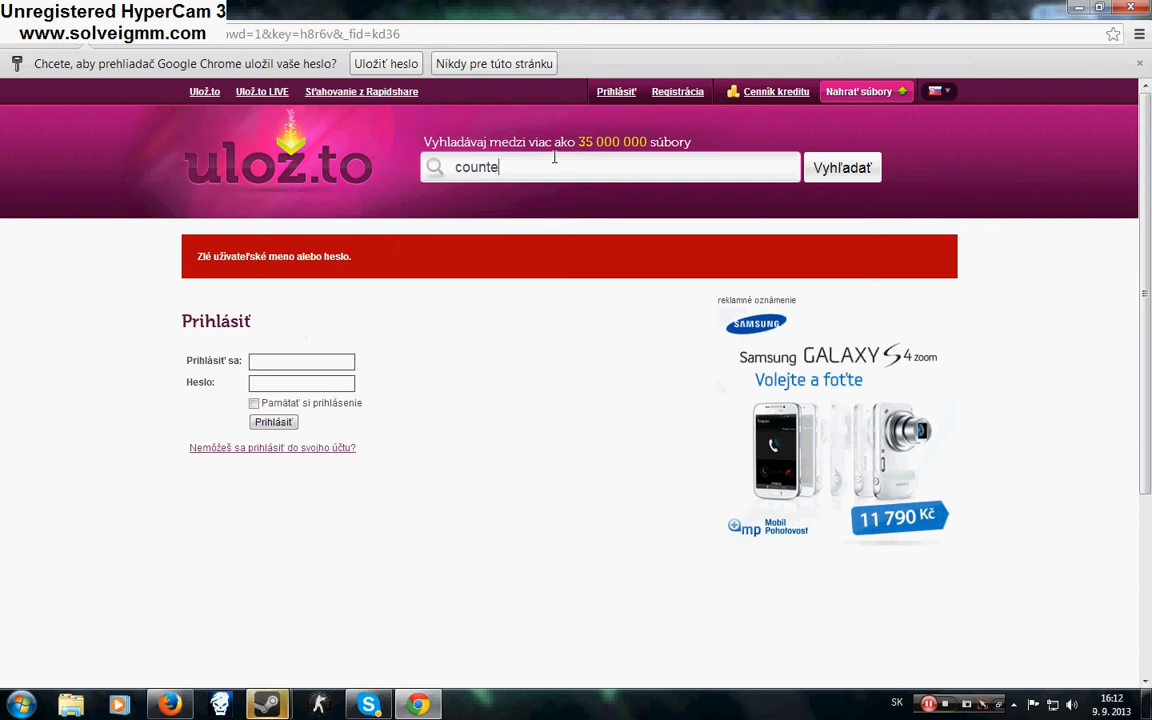 Unregistered HyperCam 3
www.solveigmm.com
owd=1&key=h8r6v&_fid=kd36
Chcete, aby prehliadač Google Chrome uložil vaše heslo?
Uložiť heslo
Nikdy pre túto stránku
Ulož.to
Ulož.to LIVE
Sťahovanie z Rapidshare
Prihlásiť
Registrácia
Cenník kreditu
Nahrať súbory
uloz.to
Vyhladávaj medzi viac ako 35 000 000 súbory
counte
Vyhľadať
Zlé užívateľské meno alebo heslo.
reklamné oznámenie
SAMSUNG
Samsung GALAXY S4 zoom
Volejte a foťte
11 790 Kč
amp Mobil
Pohotovost
Prihlásiť
Prihlásiť sa:
Heslo:
Pamätať si prihlásenie
Prihlásiť
Nemôžeš sa prihlásiť do svojho účtu?
SK
16:12
9. 9. 2013